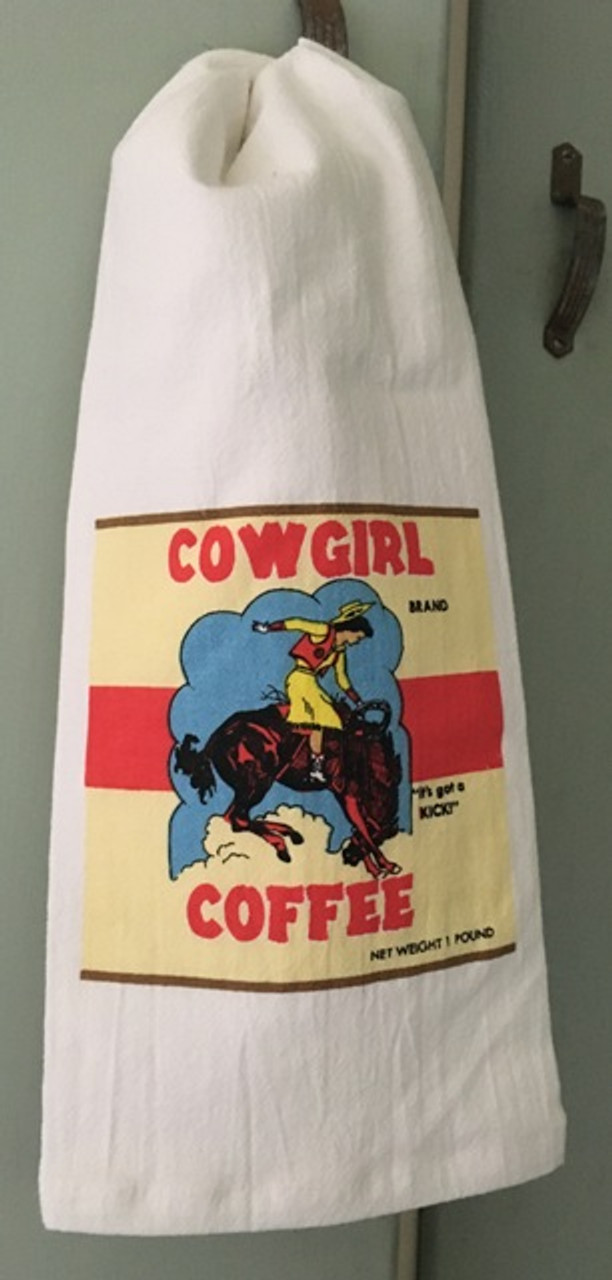 COWGIRL
BRAND
"It's got a
KICK!"
COFFEE
NET WEIGHT 1 POUND